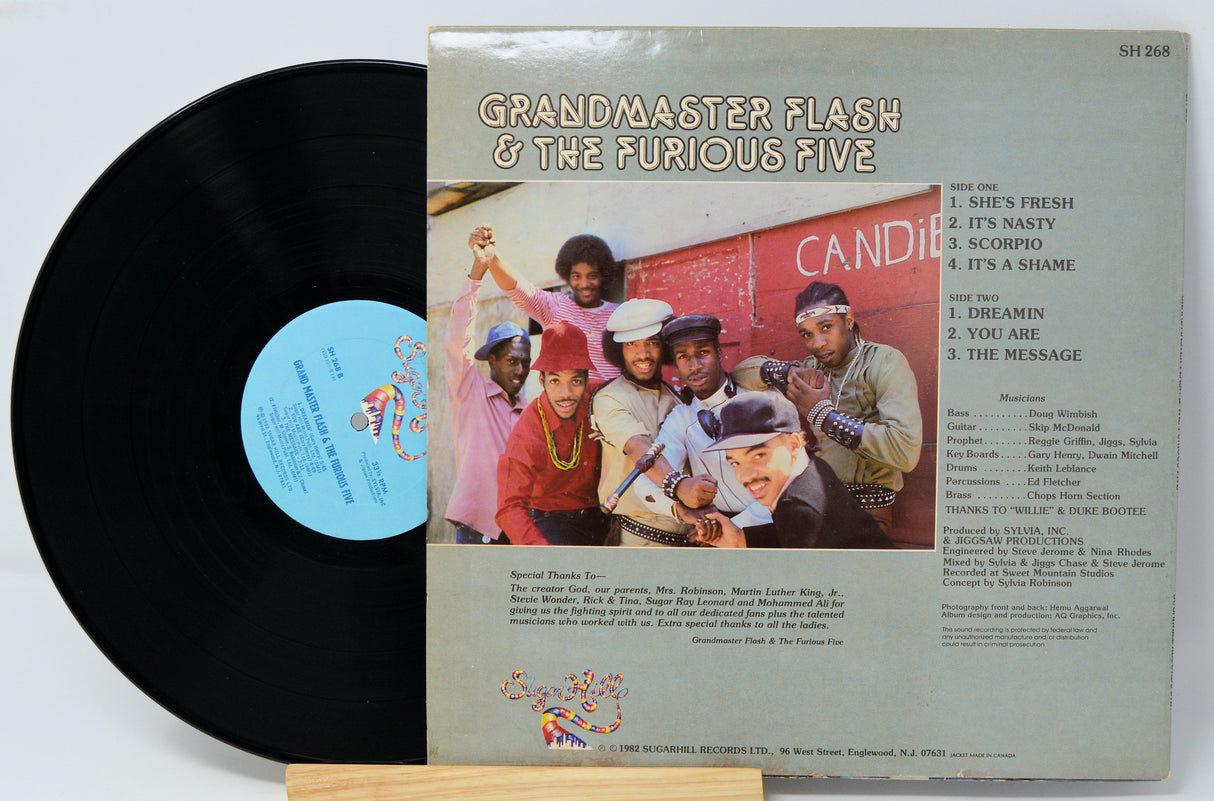 SH 268
GRANDMASTER FLASH
& THE FURIOUS FIVE
CANDiE
SIDE ONE
1. SHE'S FRESH
2. IT'S NASTY
3. SCORPIO
4. IT'S A SHAME
SIDE TWO
1. DREAMIN
2. YOU ARE
3. THE MESSAGE
Musicians
Bass . . . . . . . . . Doug Wimbish
Guitar . . . . . . . . Skip McDonald
Prophet . . . . . . . Reggie Griffin, Jiggs, Sylvia
Key Boards . . . . . Gary Henry, Dwain Mitchell
Drums . . . . . . . . Keith Leblance
Percussions . . . . Ed Fletcher
Brass . . . . . . . . . Chops Horn Section
THANKS TO "WILLIE" & DUKE BOOTEE
Produced by SYLVIA, INC.
& JIGGSAW PRODUCTIONS
Engineered by Steve Jerome & Nina Rhodes
Mixed by Sylvia & Jiggs Chase & Steve Jerome
Recorded at Sweet Mountain Studios
Concept by Sylvia Robinson
Photography front and back: Hemu Aggarwal
Album design and production: AQ Graphics, Inc.
This sound recording is protected by federal law and
any unauthorized manufacture and/or distribution
could result in criminal prosecution
Special Thanks To—
The creator God, our parents, Mrs. Robinson, Martin Luther King, Jr.,
Stevie Wonder, Rick & Tina, Sugar Ray Leonard and Mohammed Ali for
giving us the fighting spirit and to all our dedicated fans plus the talented
musicians who worked with us. Extra special thanks to all the ladies.
Grandmaster Flash & The Furious Five
Sugar Hill
℗ © 1982 SUGARHILL RECORDS LTD., 96 West Street, Englewood, N.J. 07631 JACKET MADE IN CANADA
Sugar
SH 268 B
GRAND MASTER FLASH & THE FURIOUS FIVE
33⅓ RPM